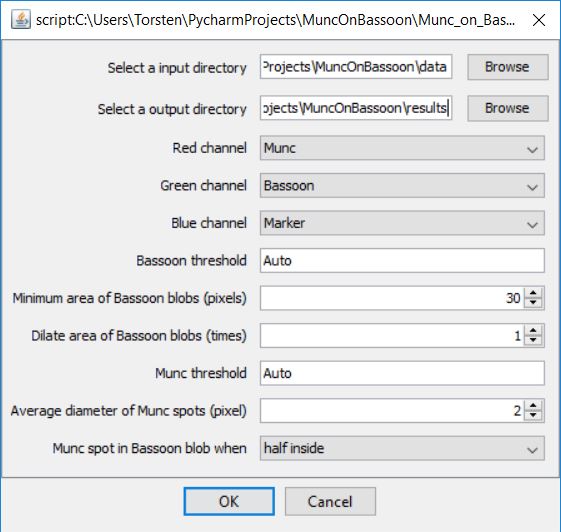 script:C:\Users\Torsten\PycharmProjects\MuncOnBassoon\Munc_on_Bas...
Select a input directory Projects\MuncOnBassoon\data Browse
Select a output directory ojects\MuncOnBassoon\results Browse
Red channel Munc
Green channel Bassoon
Blue channel Marker
Bassoon threshold Auto
Minimum area of Bassoon blobs (pixels) 30
Dilate area of Bassoon blobs (times) 1
Munc threshold Auto
Average diameter of Munc spots (pixel) 2
Munc spot in Bassoon blob when half inside
OK Cancel